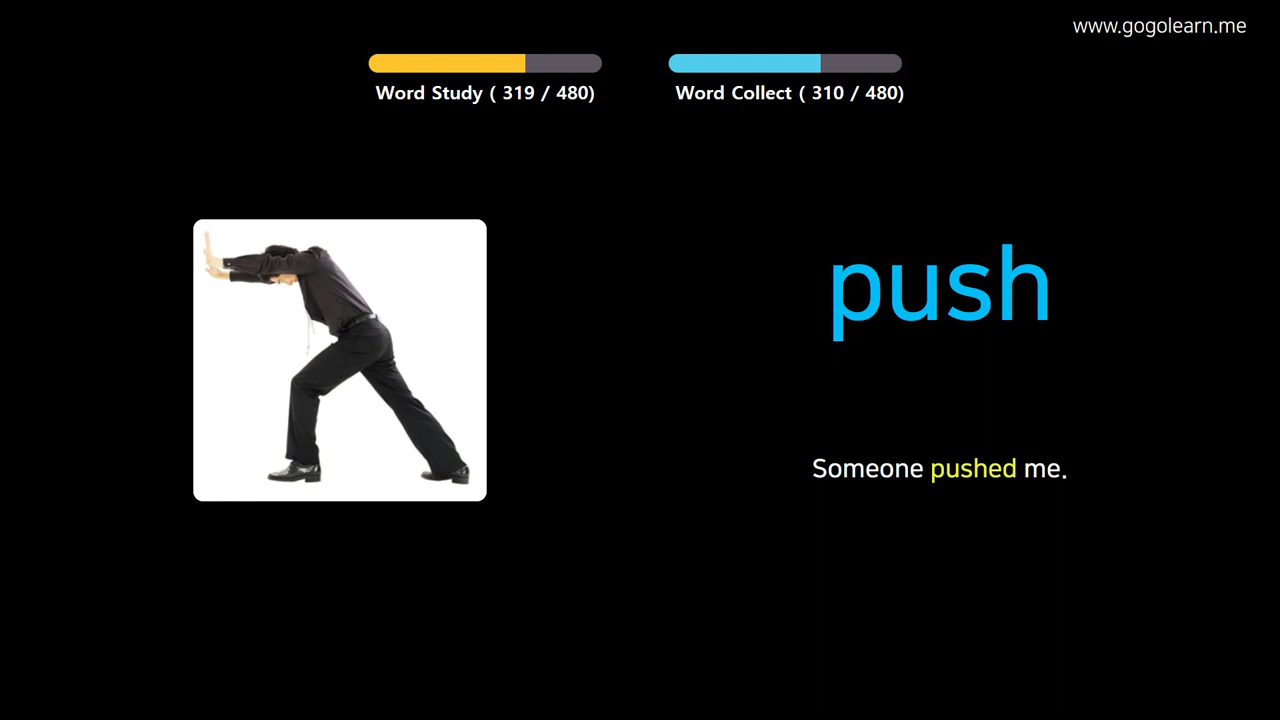 www.gogolearn.me
Word Study ( 319 / 480)
Word Collect ( 310 / 480)
push
Someone pushed me.